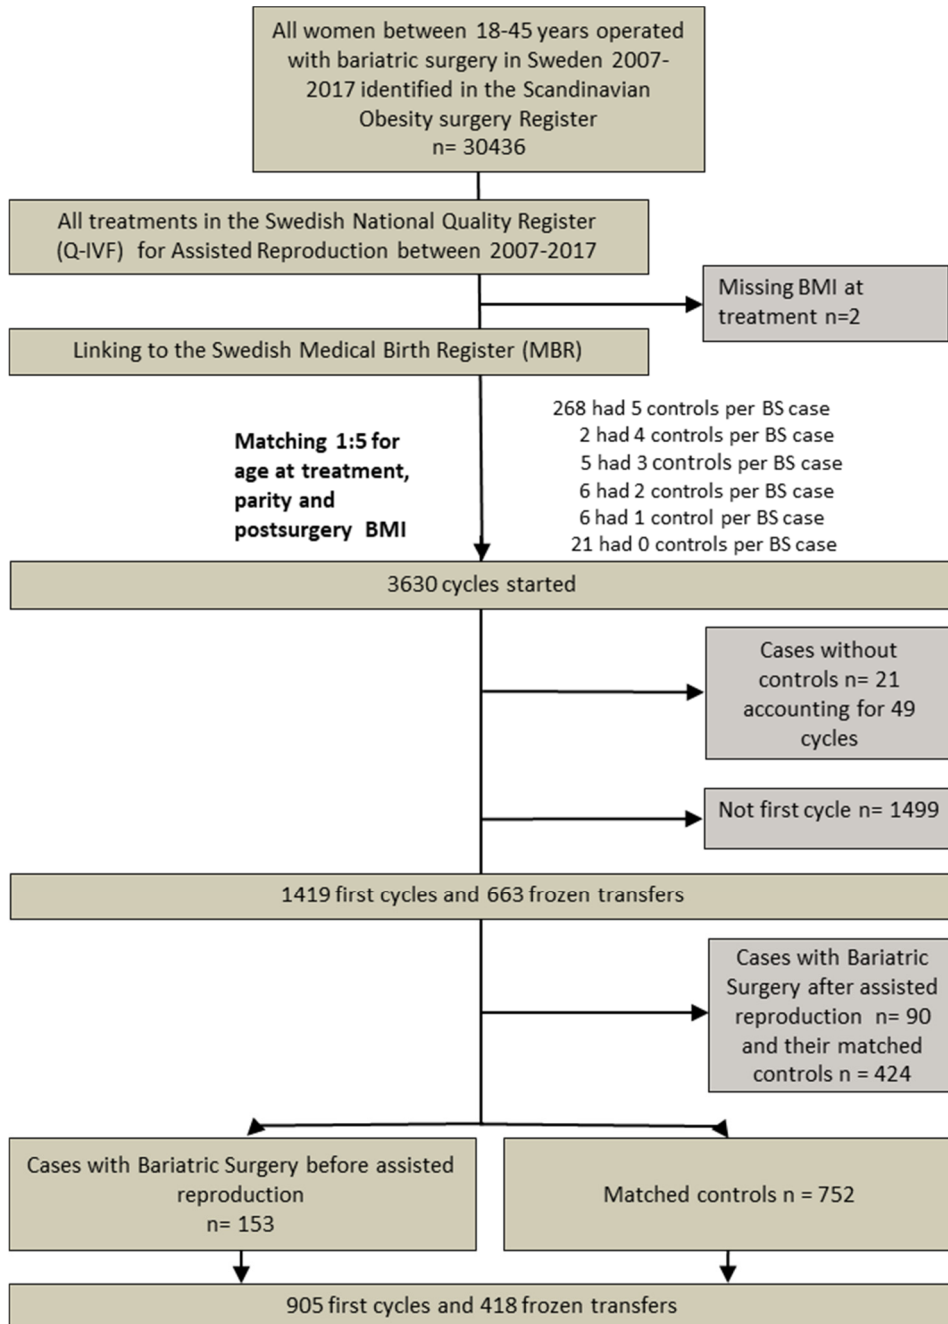 All women between 18-45 years operated
with bariatric surgery in Sweden 2007-
2017 identified in the Scandinavian
Obesity surgery Register
n= 30436
All treatments in the Swedish National Quality Register
(Q-IVF) for Assisted Reproduction between 2007-2017
Missing BMI at
treatment n=2
Linking to the Swedish Medical Birth Register (MBR)
Matching 1:5 for
age at treatment,
parity and
postsurgery BMI
268 had 5 controls per BS case
2 had 4 controls per BS case
5 had 3 controls per BS case
6 had 2 controls per BS case
6 had 1 control per BS case
21 had 0 controls per BS case
3630 cycles started
Cases without
controls n= 21
accounting for 49
cycles
Not first cycle n= 1499
1419 first cycles and 663 frozen transfers
Cases with Bariatric
Surgery after assisted
reproduction n= 90
and their matched
controls n = 424
Cases with Bariatric Surgery before assisted
reproduction
n= 153
Matched controls n = 752
905 first cycles and 418 frozen transfers